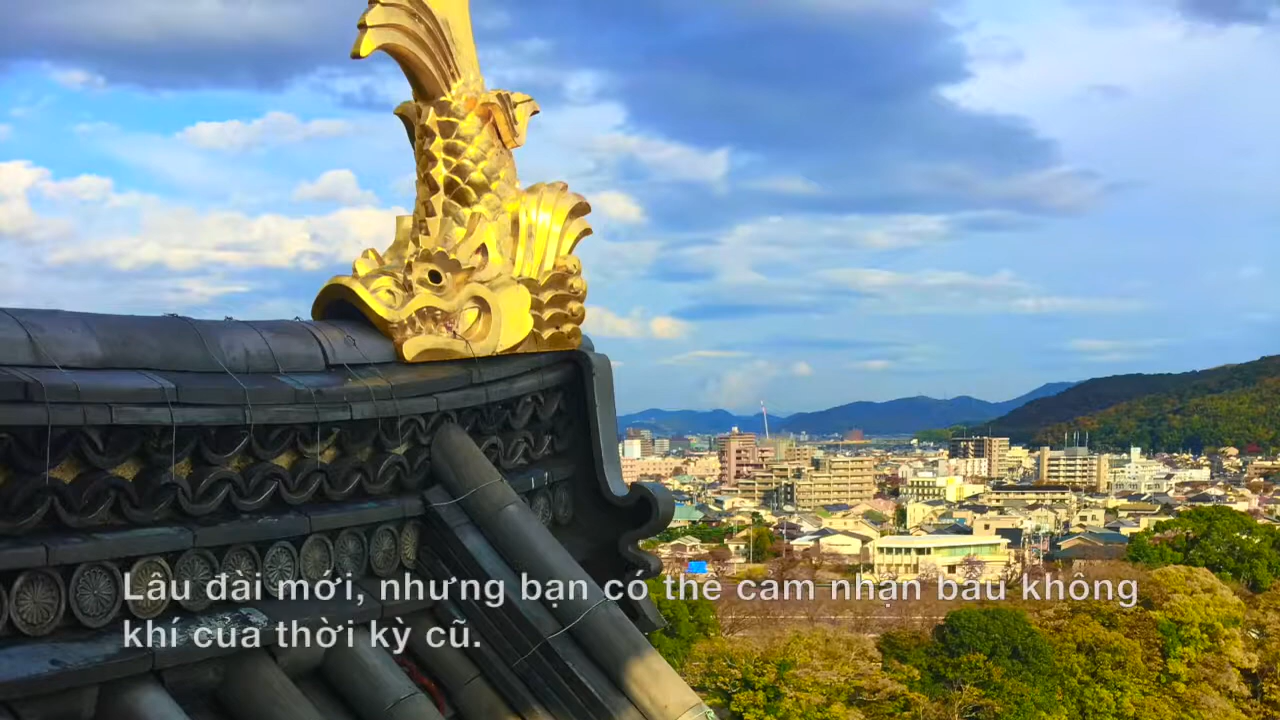 Lâu đài mới, nhưng bạn có thể cảm nhận bầu không
khí của thời kỳ cũ.